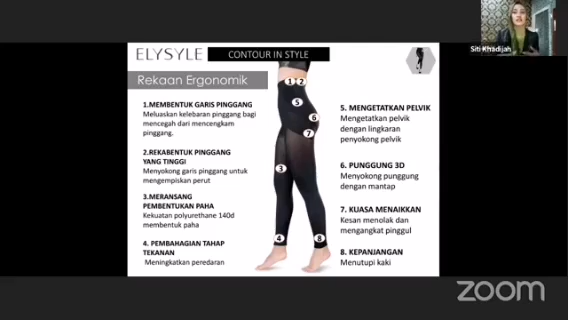 Siti Khadijah
ELYSYLE
CONTOUR IN STYLE
Rekaan Ergonomik
1.MEMBENTUK GARIS PINGGANG
Meluaskan kelebaran pinggang bagi
mencegah dari mencengkam
pinggang.
2.REKABENTUK PINGGANG
YANG TINGGI
Menyokong garis pinggang untuk
mengempiskan perut
3.MERANSANG
PEMBENTUKAN PAHA
Kekuatan polyurethane 140d
membentuk paha
4. PEMBAHAGIAN TAHAP
TEKANAN
Meningkatkan peredaran
1 2
5
6
7
3
4
8
5. MENGETATKAN PELVIK
Mengetatkan pelvik
dengan lingkaran
penyokong pelvik
6. PUNGGUNG 3D
Menyokong punggung
dengan mantap
7. KUASA MENAIKKAN
Kesan menolak dan
mengangkat pinggul
8. KEPANJANGAN
Menutupi kaki
zoom